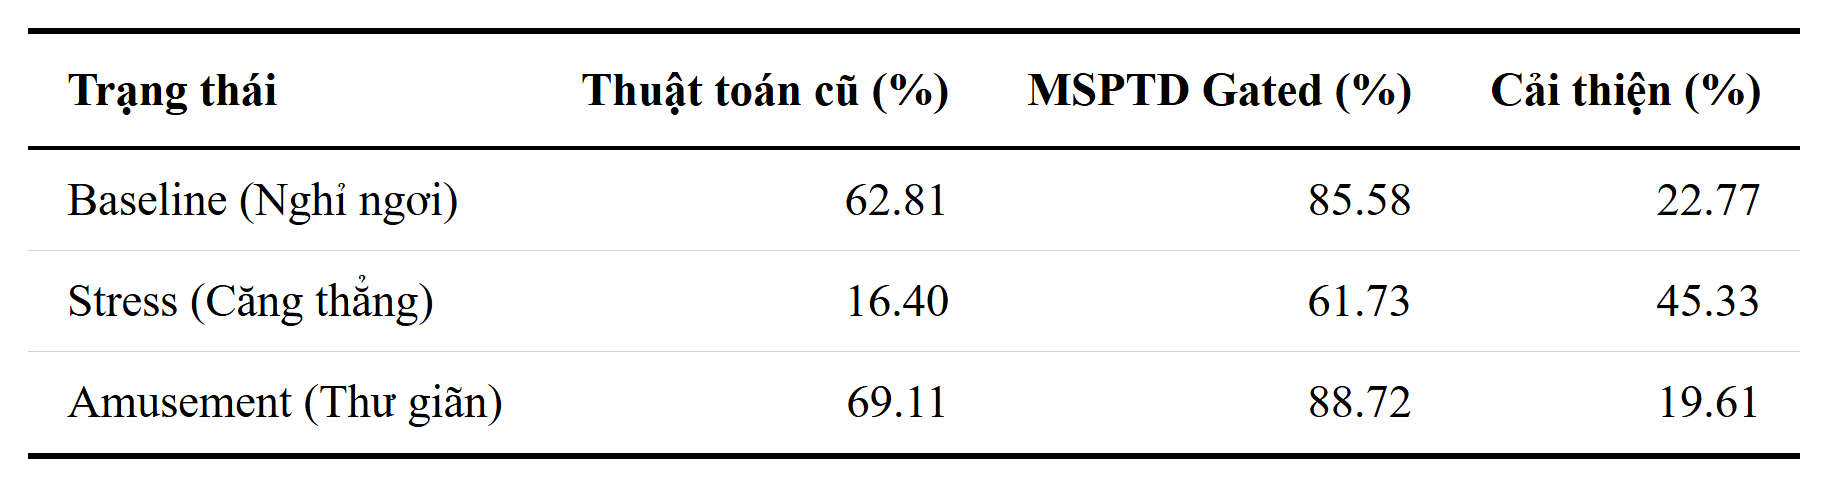 Trạng thái Thuật toán cũ (%) MSPTD Gated (%) Cải thiện (%)
Baseline (Nghỉ ngơi) 62.81 85.58 22.77
Stress (Căng thẳng) 16.40 61.73 45.33
Amusement (Thư giãn) 69.11 88.72 19.61